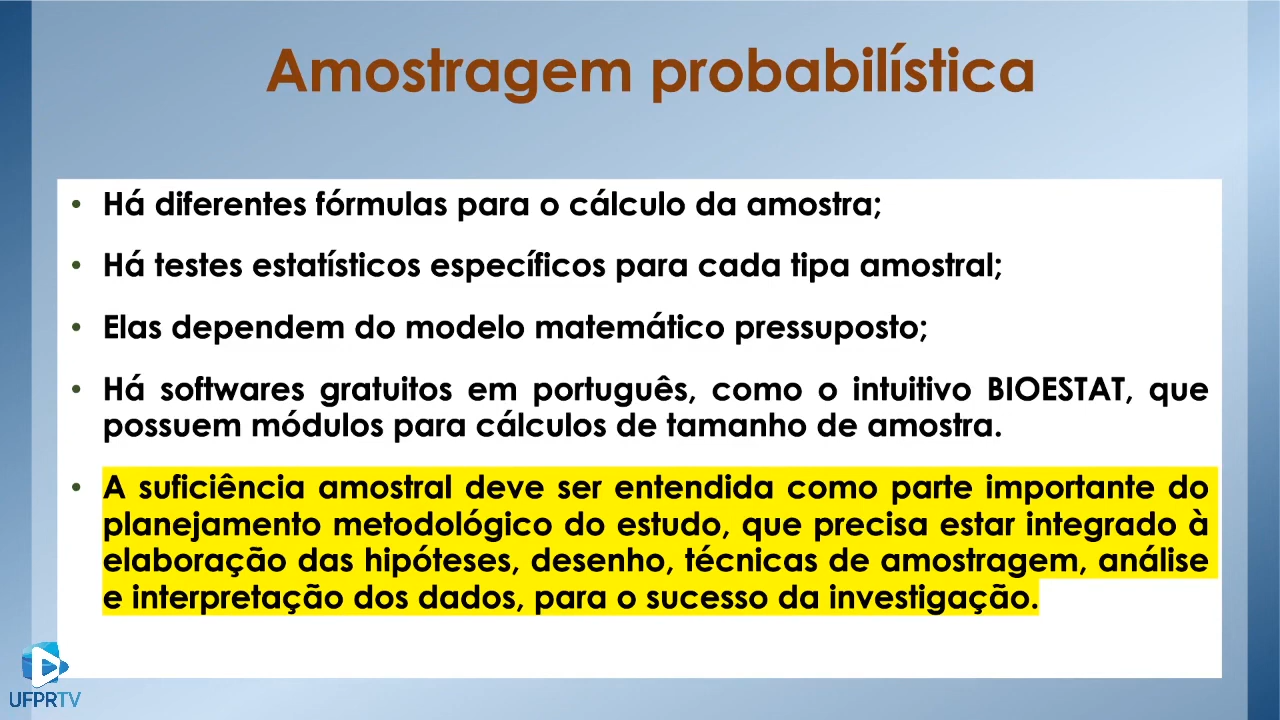 Amostragem probabilística
• Há diferentes fórmulas para o cálculo da amostra;
• Há testes estatísticos específicos para cada tipa amostral;
• Elas dependem do modelo matemático pressuposto;
• Há softwares gratuitos em português, como o intuitivo BIOESTAT, que
possuem módulos para cálculos de tamanho de amostra.
• A suficiência amostral deve ser entendida como parte importante do
planejamento metodológico do estudo, que precisa estar integrado à
elaboração das hipóteses, desenho, técnicas de amostragem, análise
e interpretação dos dados, para o sucesso da investigação.
UFPRTV